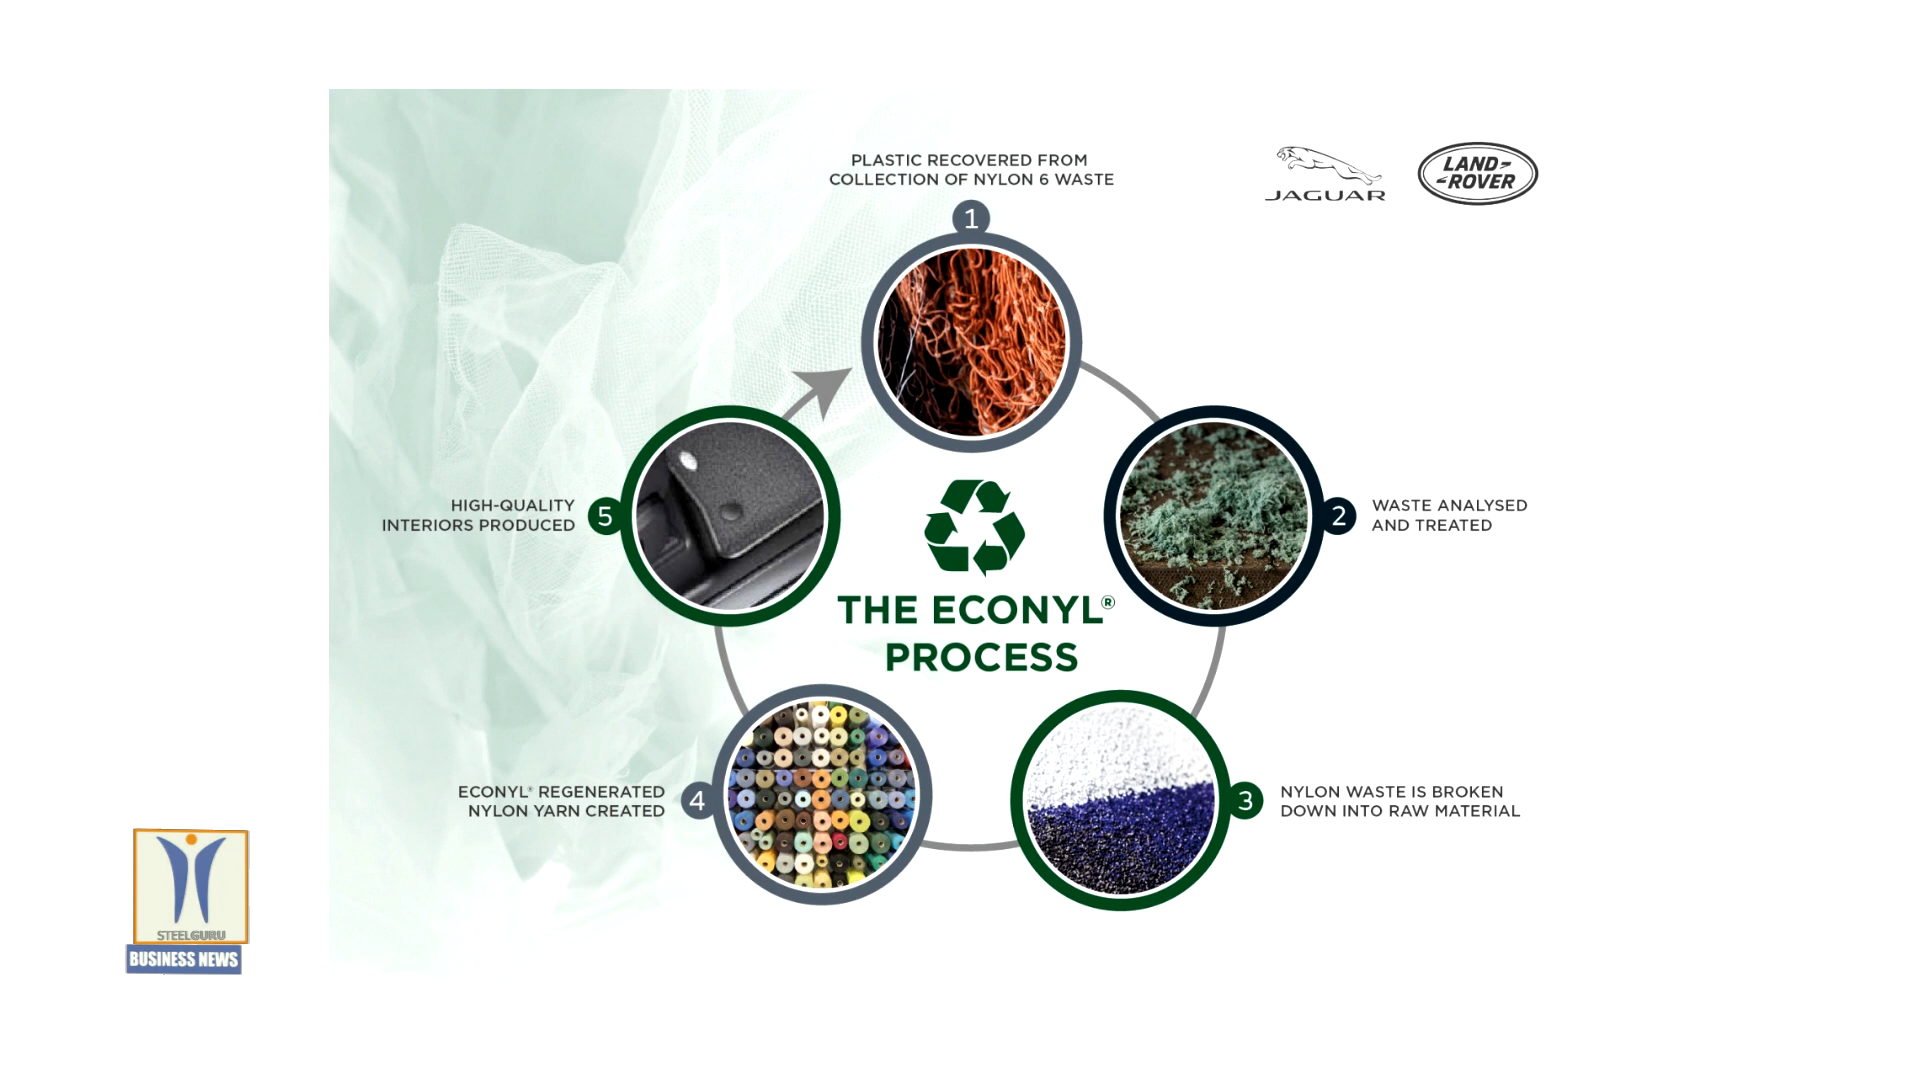 PLASTIC RECOVERED FROM
COLLECTION OF NYLON 6 WASTE
1
JAGUAR
LAND
ROVER
2
WASTE ANALYSED
AND TREATED
3
NYLON WASTE IS BROKEN
DOWN INTO RAW MATERIAL
4
ECONYL® REGENERATED
NYLON YARN CREATED
5
HIGH-QUALITY
INTERIORS PRODUCED
THE ECONYL®
PROCESS
STEELGURU
BUSINESS NEWS